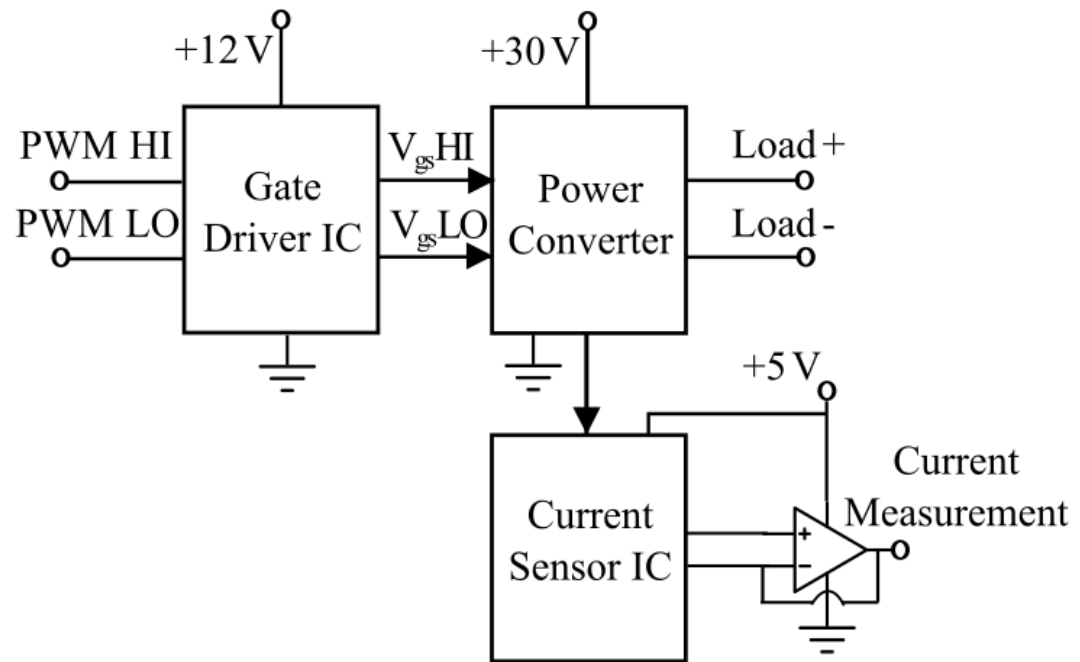 +12 V
+30 V
PWM HI
PWM LO
Gate
Driver IC
VgsHI
VgsLO
Power
Converter
Load +
Load -
+5 V
Current
Sensor IC
+
-
Current
Measurement